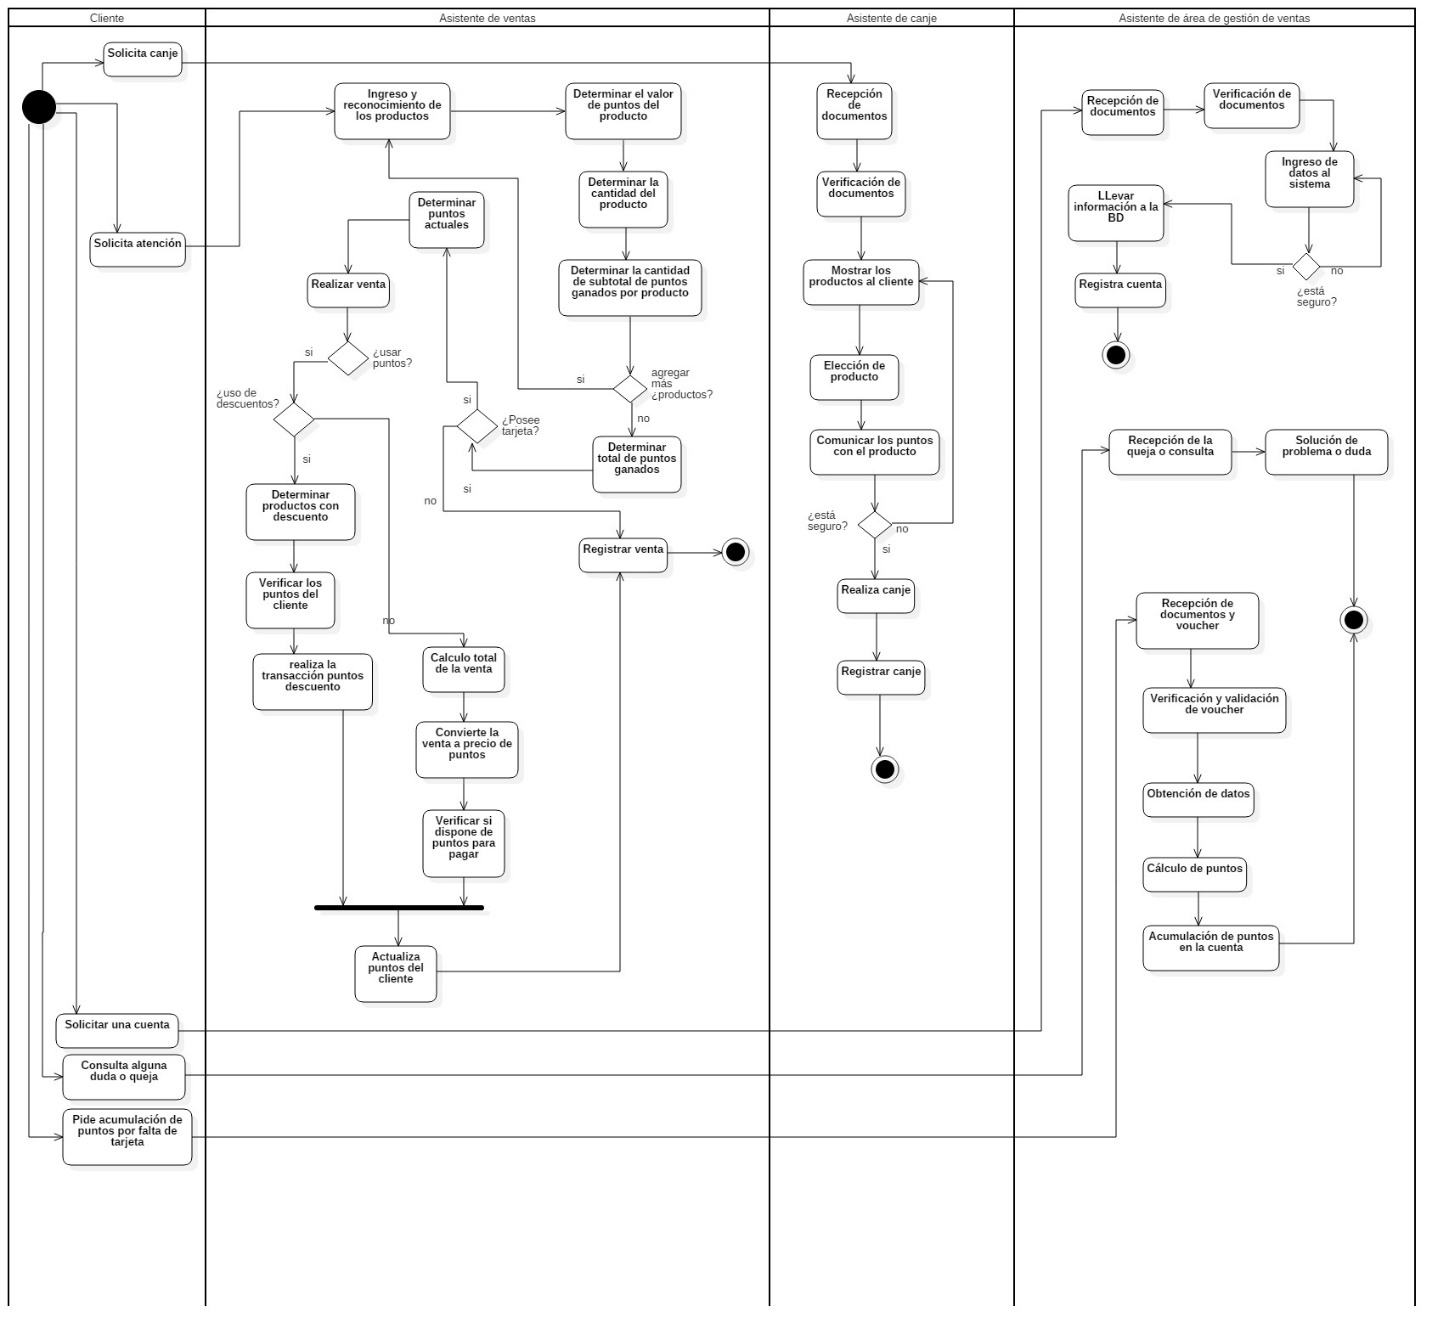 Cliente
Asistente de ventas
Asistente de canje
Asistente de área de gestión de ventas
Solicita canje
Solicita atención
Solicitar una cuenta
Consulta alguna
duda o queja
Pide acumulación de
puntos por falta de
tarjeta
Ingreso y
reconocimiento de
los productos
Determinar el valor
de puntos del
producto
Determinar la
cantidad del
producto
Determinar la cantidad
de subtotal de puntos
ganados por producto
agregar
más
¿productos?
si
no
Determinar
total de puntos
ganados
si
¿Posee
tarjeta?
si
no
Determinar
puntos
actuales
Realizar venta
¿usar
puntos?
si
¿uso de
descuentos?
si
no
Determinar
productos con
descuento
Verificar los
puntos del
cliente
realiza la
transacción puntos
descuento
Calculo total
de la venta
Convierte la
venta a precio de
puntos
Verificar si
dispone de
puntos para
pagar
Actualiza
puntos del
cliente
Registrar venta
Recepción
de
documentos
Verificación de
documentos
Mostrar los
productos al cliente
Elección de
producto
Comunicar los puntos
con el producto
¿está
seguro?
no
si
Realiza canje
Registrar canje
Recepción de
documentos
Verificación de
documentos
Ingreso de
datos al
sistema
¿está
seguro?
si
no
LLevar
información a la
BD
Registra cuenta
Recepción de la
queja o consulta
Solución de
problema o duda
Recepción de
documentos y
voucher
Verificación y validación
de voucher
Obtención de datos
Cálculo de puntos
Acumulación de puntos
en la cuenta